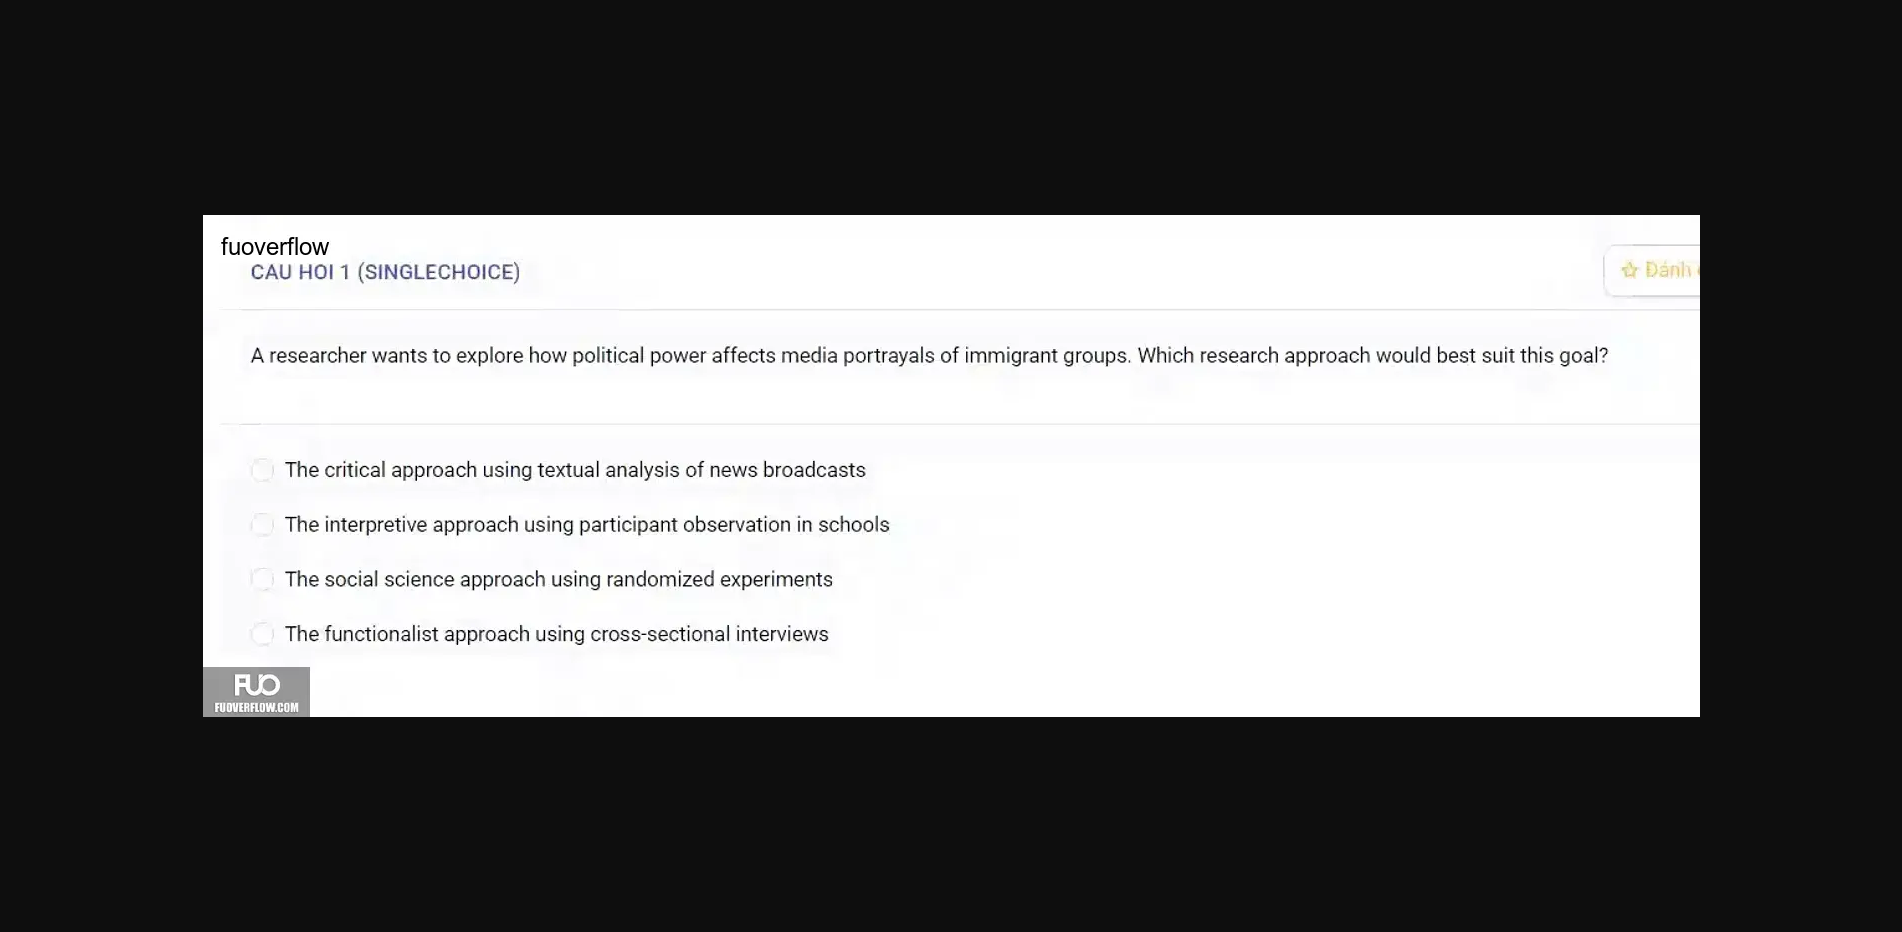 fuoverflow
CAU HOI 1 (SINGLECHOICE)
☆ Đánh
A researcher wants to explore how political power affects media portrayals of immigrant groups. Which research approach would best suit this goal?
The critical approach using textual analysis of news broadcasts
The interpretive approach using participant observation in schools
The social science approach using randomized experiments
The functionalist approach using cross-sectional interviews
FUO
FUOVERFLOW.COM